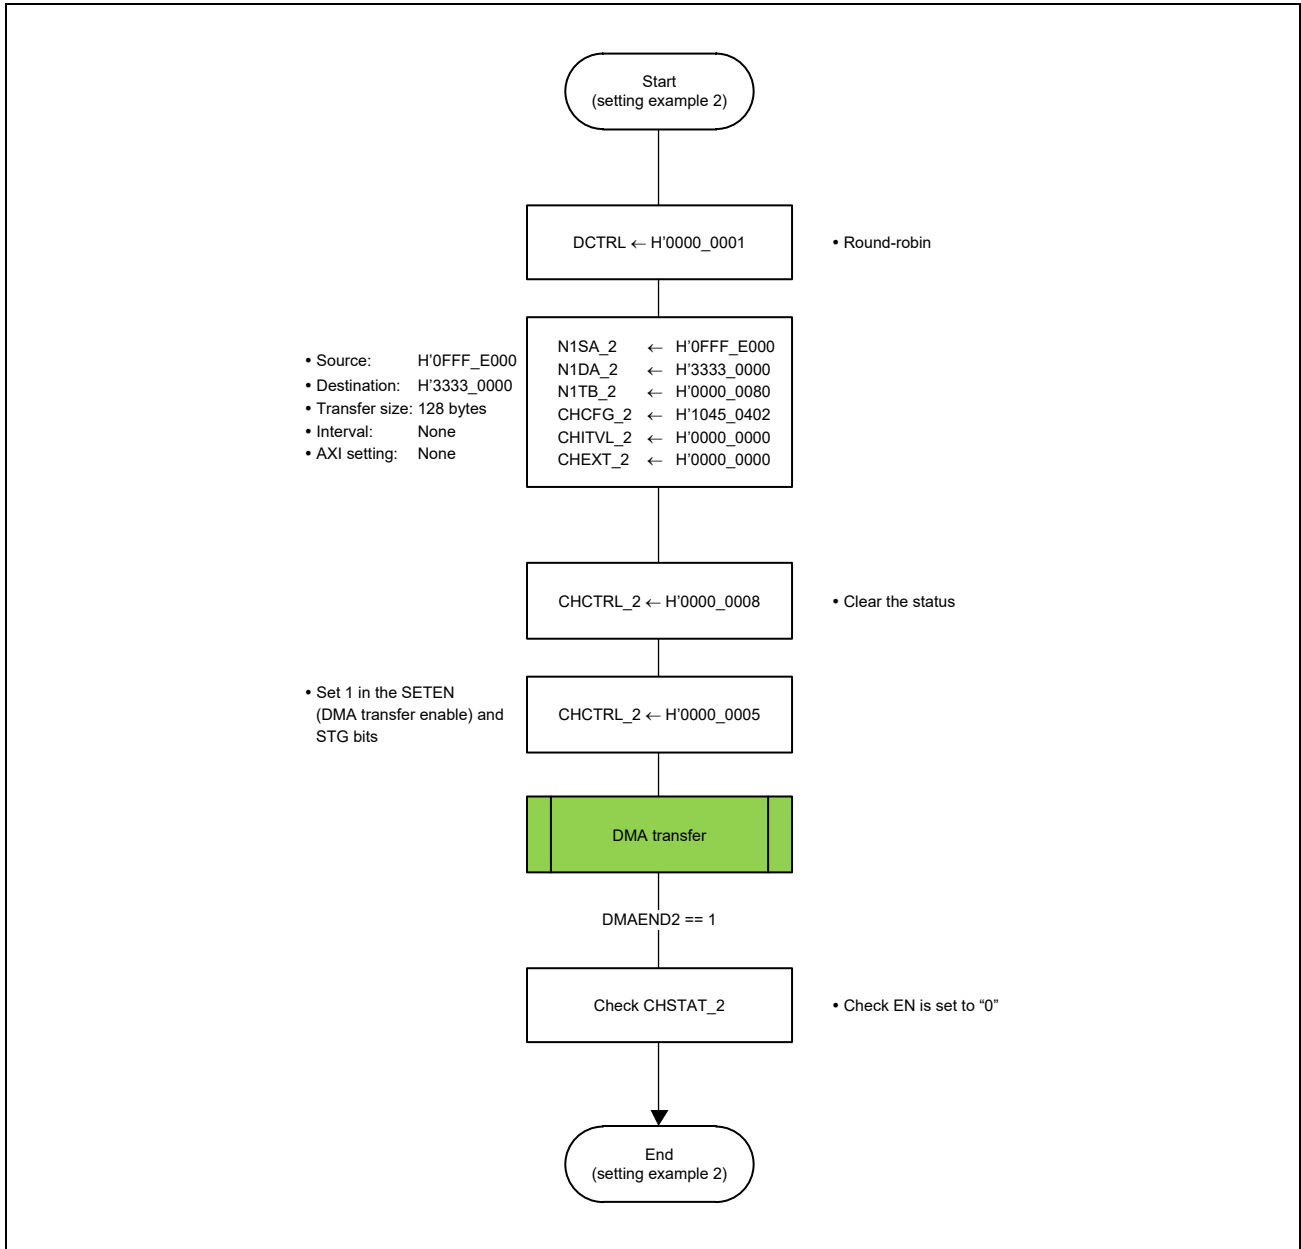 Start
(setting example 2)
DCTRL ← H’0000_0001
• Round-robin
• Source: H’0FFF_E000
• Destination: H’3333_0000
• Transfer size: 128 bytes
• Interval: None
• AXI setting: None
N1SA_2 ← H’0FFF_E000
N1DA_2 ← H’3333_0000
N1TB_2 ← H’0000_0080
CHCFG_2 ← H’1045_0402
CHITVL_2 ← H’0000_0000
CHEXT_2 ← H’0000_0000
CHCTRL_2 ← H’0000_0008
• Clear the status
• Set 1 in the SETEN
(DMA transfer enable) and
STG bits
CHCTRL_2 ← H’0000_0005
DMA transfer
DMAEND2 == 1
Check CHSTAT_2
• Check EN is set to “0”
End
(setting example 2)